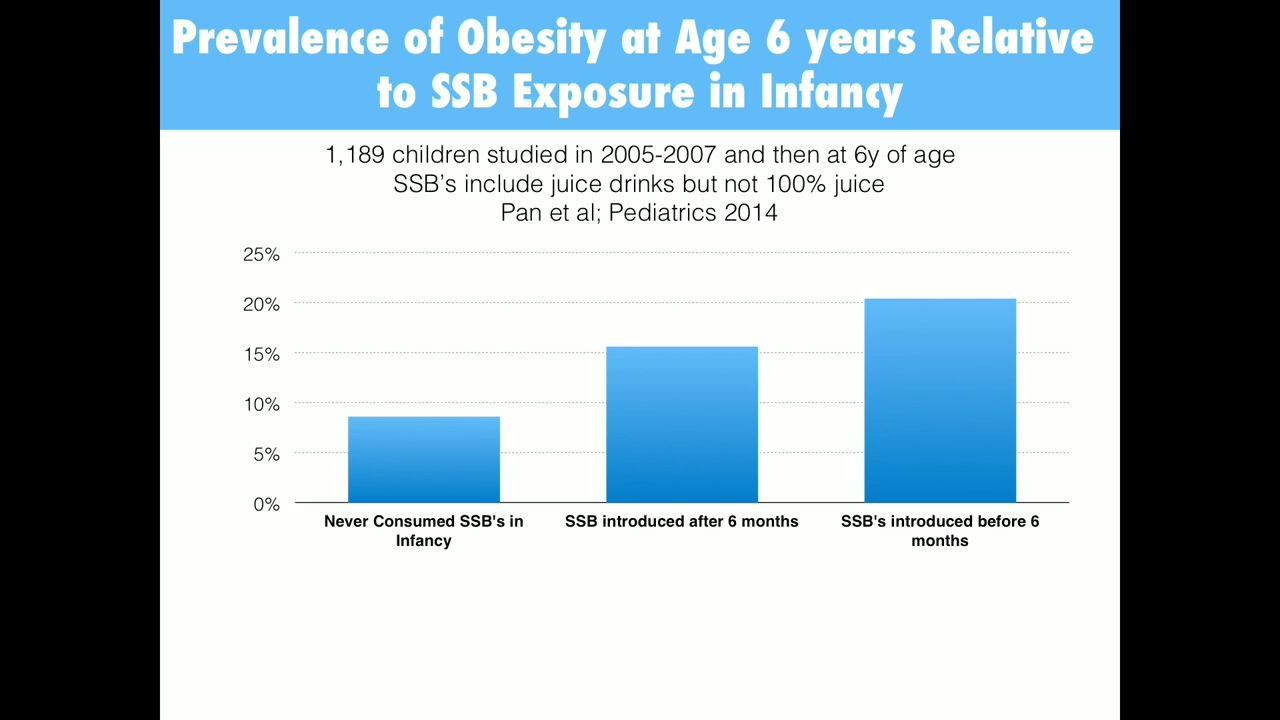 Prevalence of Obesity at Age 6 years Relative
to SSB Exposure in Infancy
1,189 children studied in 2005-2007 and then at 6y of age
SSB's include juice drinks but not 100% juice
Pan et al; Pediatrics 2014
25%
20%
15%
10%
5%
0%
Never Consumed SSB's in
Infancy
SSB introduced after 6 months
SSB's introduced before 6
months